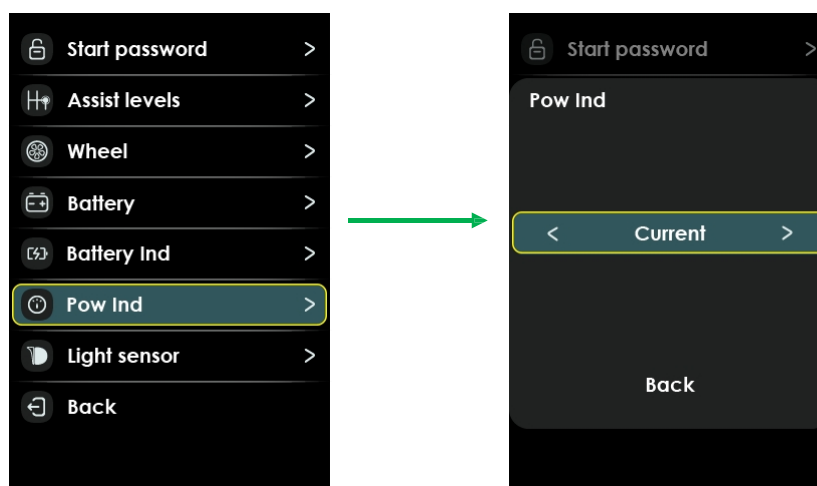 Start password >
Assist levels >
Wheel >
Battery >
Battery Ind >
Pow Ind >
Light sensor >
Back
Start password >
Pow Ind
< Current >
Back